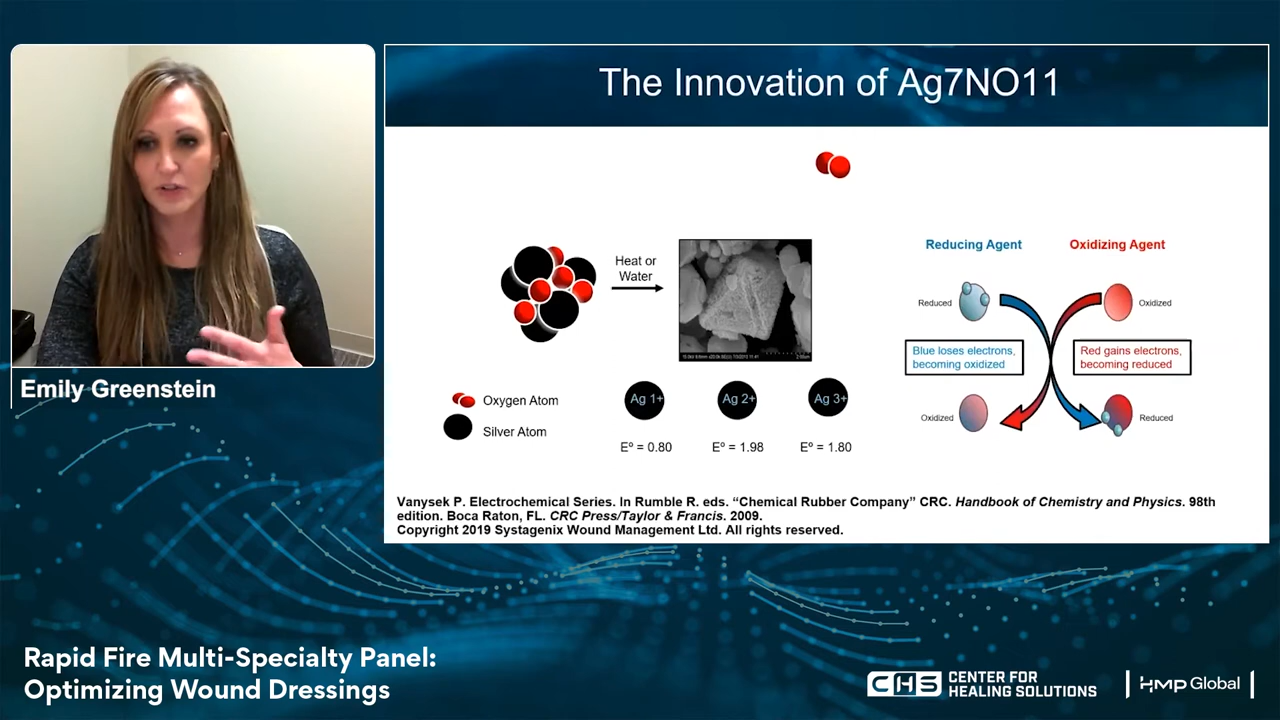 The Innovation of Ag7NO11
Heat or
Water
Reducing Agent
Oxidizing Agent
Reduced
Oxidized
Blue loses electrons,
becoming oxidized
Red gains electrons,
becoming reduced
Oxidized
Reduced
Oxygen Atom
Silver Atom
Ag 1+
Ag 2+
Ag 3+
Eº = 0.80
Eº = 1.98
Eº = 1.80
Vanysek P. Electrochemical Series. In Rumble R. eds. “Chemical Rubber Company” CRC. Handbook of Chemistry and Physics. 98th
edition. Boca Raton, FL. CRC Press/Taylor & Francis. 2009.
Copyright 2019 Systagenix Wound Management Ltd. All rights reserved.
Emily Greenstein
Rapid Fire Multi-Specialty Panel:
Optimizing Wound Dressings
CHS CENTER FOR
HEALING SOLUTIONS
HMP Global